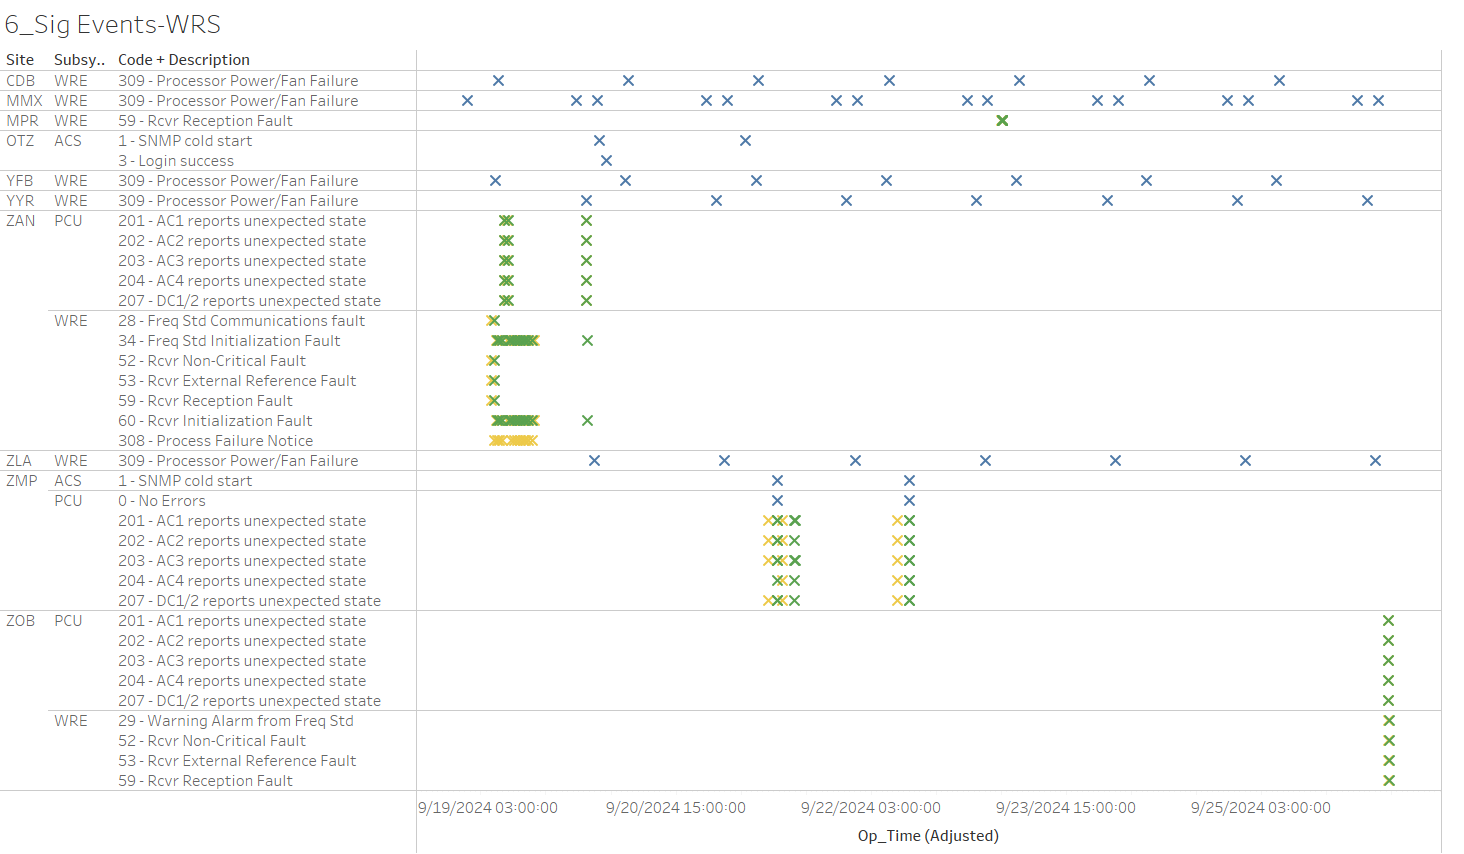 6_Sig Events-WRS
Site Subsy.. Code + Description
CDB WRE 309 - Processor Power/Fan Failure
MMX WRE 309 - Processor Power/Fan Failure
MPR WRE 59 - Rcvr Reception Fault
OTZ ACS 1 - SNMP cold start
3 - Login success
YFB WRE 309 - Processor Power/Fan Failure
YYR WRE 309 - Processor Power/Fan Failure
ZAN PCU 201 - AC1 reports unexpected state
202 - AC2 reports unexpected state
203 - AC3 reports unexpected state
204 - AC4 reports unexpected state
207 - DC1/2 reports unexpected state
WRE 28 - Freq Std Communications fault
34 - Freq Std Initialization Fault
52 - Rcvr Non-Critical Fault
53 - Rcvr External Reference Fault
59 - Rcvr Reception Fault
60 - Rcvr Initialization Fault
308 - Process Failure Notice
ZLA WRE 309 - Processor Power/Fan Failure
ZMP ACS 1 - SNMP cold start
PCU 0 - No Errors
201 - AC1 reports unexpected state
202 - AC2 reports unexpected state
203 - AC3 reports unexpected state
204 - AC4 reports unexpected state
207 - DC1/2 reports unexpected state
ZOB PCU 201 - AC1 reports unexpected state
202 - AC2 reports unexpected state
203 - AC3 reports unexpected state
204 - AC4 reports unexpected state
207 - DC1/2 reports unexpected state
WRE 29 - Warning Alarm from Freq Std
52 - Rcvr Non-Critical Fault
53 - Rcvr External Reference Fault
59 - Rcvr Reception Fault
9/19/2024 03:00:00 9/20/2024 15:00:00 9/22/2024 03:00:00 9/23/2024 15:00:00 9/25/2024 03:00:00
Op_Time (Adjusted)